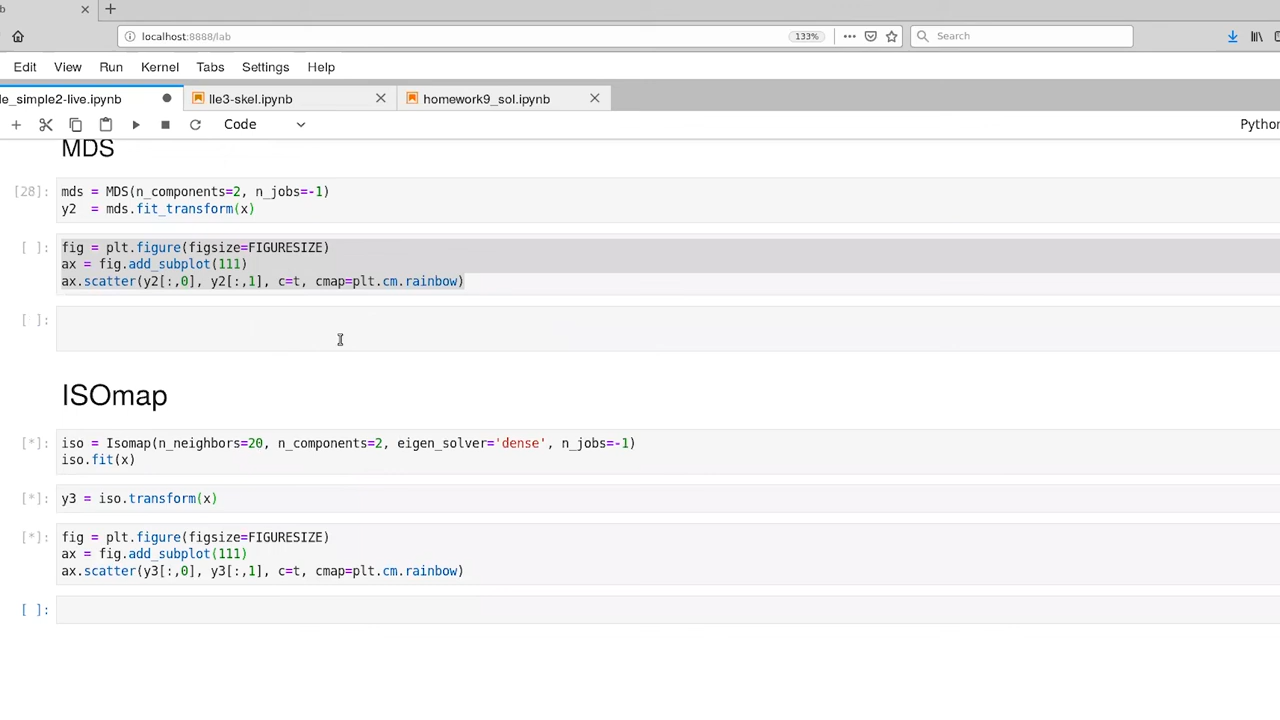 b
localhost:8888/lab
133%
Search
Edit View Run Kernel Tabs Settings Help
le_simple2-live.ipynb
lle3-skel.ipynb
homework9_sol.ipynb
Code
Python
MDS
[28]:
mds = MDS(n_components=2, n_jobs=-1)
y2  = mds.fit_transform(x)
[ ]:
fig = plt.figure(figsize=FIGURESIZE)
ax = fig.add_subplot(111)
ax.scatter(y2[:,0], y2[:,1], c=t, cmap=plt.cm.rainbow)
[ ]:
ISOmap
[*]:
iso = Isomap(n_neighbors=20, n_components=2, eigen_solver='dense', n_jobs=-1)
iso.fit(x)
[*]:
y3 = iso.transform(x)
[*]:
fig = plt.figure(figsize=FIGURESIZE)
ax = fig.add_subplot(111)
ax.scatter(y3[:,0], y3[:,1], c=t, cmap=plt.cm.rainbow)
[ ]: